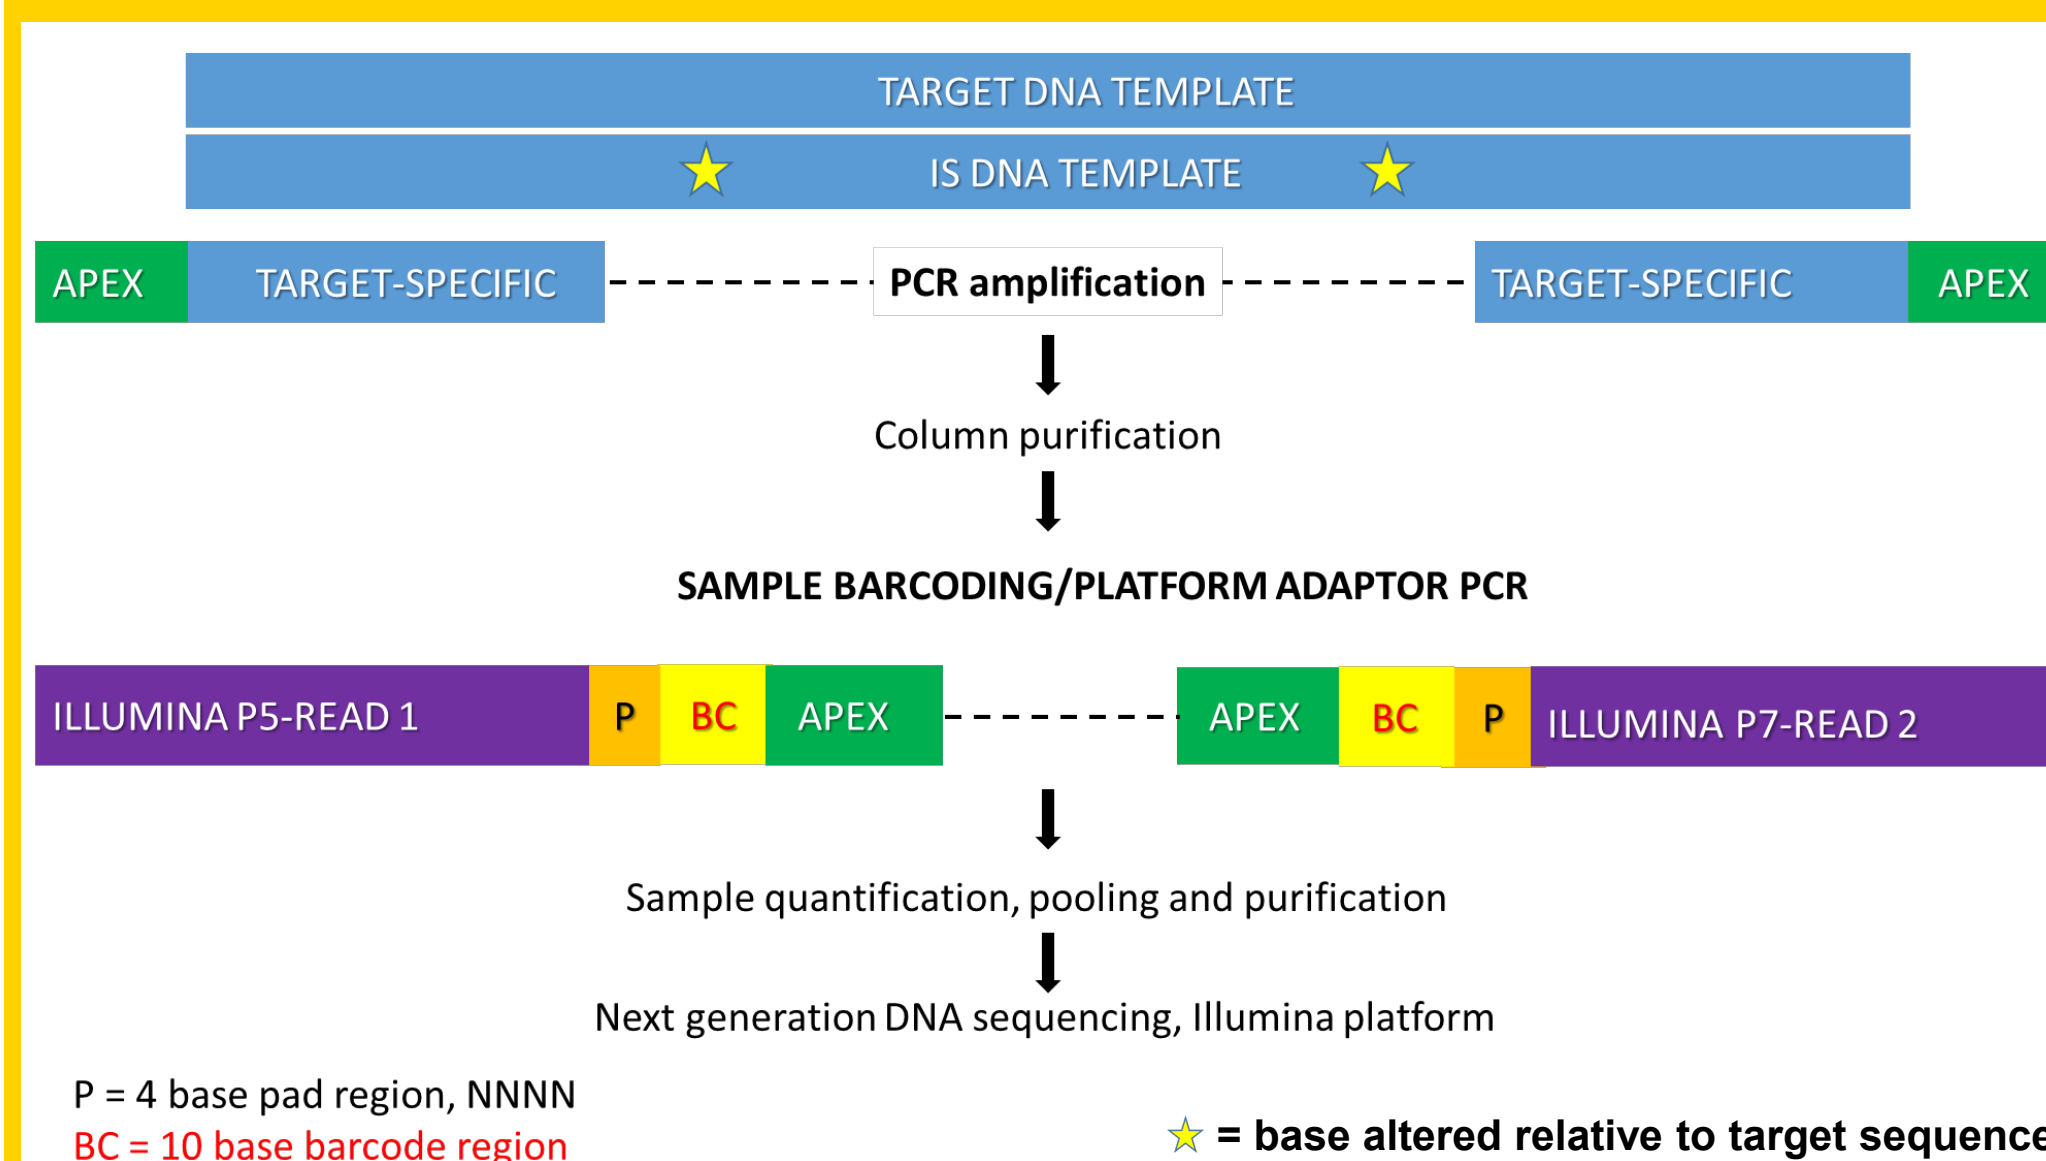 TARGET DNA TEMPLATE
IS DNA TEMPLATE
APEX TARGET-SPECIFIC PCR amplification TARGET-SPECIFIC APEX
Column purification
SAMPLE BARCODING/PLATFORM ADAPTOR PCR
ILLUMINA P5-READ 1 P BC APEX APEX BC P ILLUMINA P7-READ 2
Sample quantification, pooling and purification
Next generation DNA sequencing, Illumina platform
P = 4 base pad region, NNNN
BC = 10 base barcode region
= base altered relative to target sequence